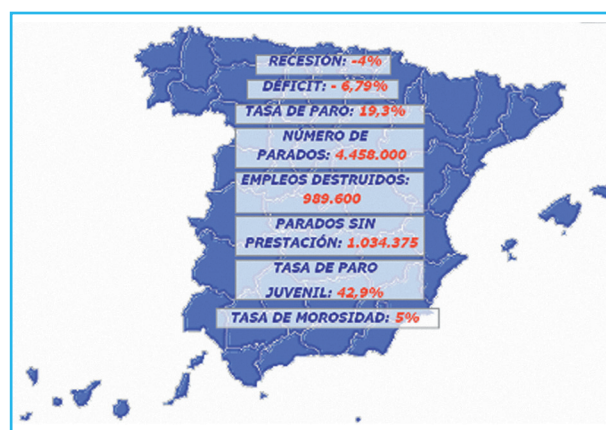 RECESIÓN: -4%
DÉFICIT: - 6,79%
TASA DE PARO: 19,3%
NÚMERO DE
PARADOS: 4.458.000
EMPLEOS DESTRUIDOS:
989.600
PARADOS SIN
PRESTACIÓN: 1.034.375
TASA DE PARO
JUVENIL: 42,9%
TASA DE MOROSIDAD: 5%